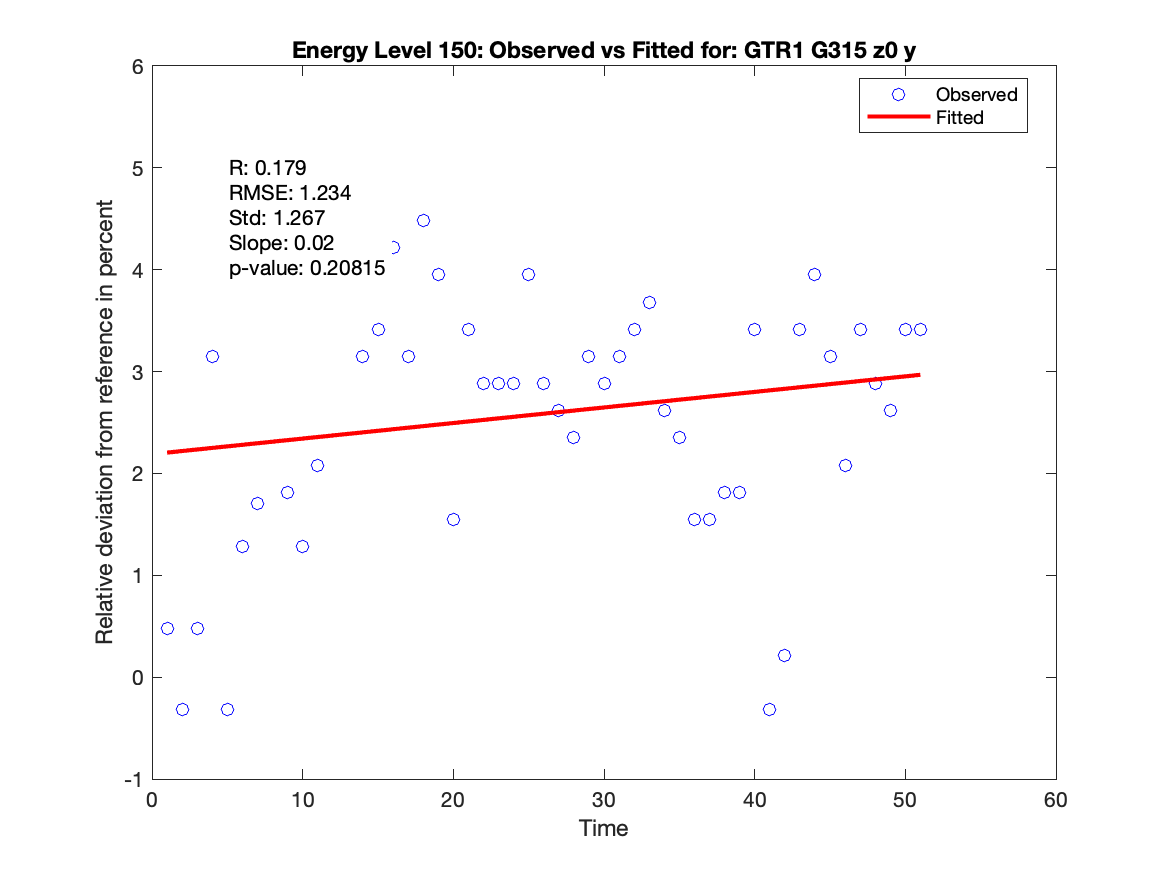 Energy Level 150: Observed vs Fitted for: GTR1 G315 z0 y
6
Observed
Fitted
5
R: 0.179
RMSE: 1.234
Std: 1.267
Slope: 0.02
p-value: 0.20815
4
3
2
1
0
-1
Relative deviation from reference in percent
0 10 20 30 40 50 60
Time